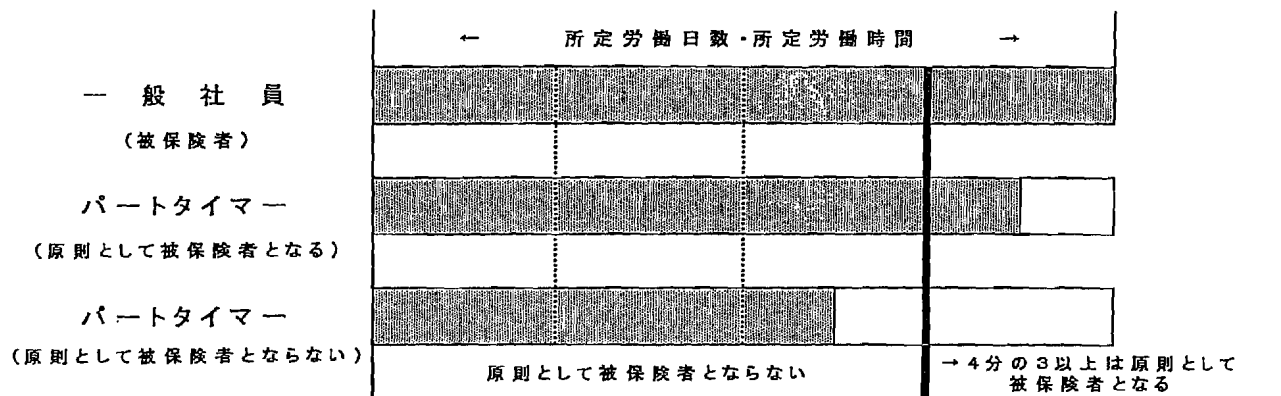 ← 所定労働日数・所定労働時間 →
一般社員
(被保険者)
パートタイマー
(原則として被保険者となる)
パートタイマー
(原則として被保険者とならない)
原則として被保険者とならない
→4分の3以上は原則として
被保険者となる